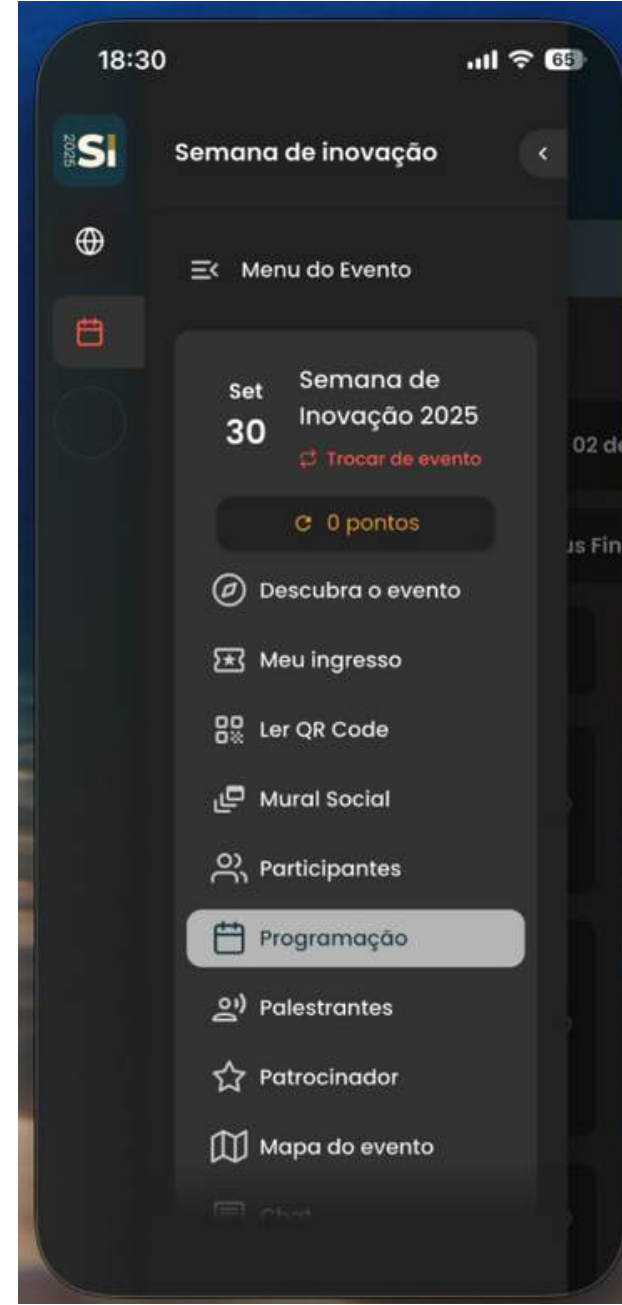 18:30
65
2025
SI
Semana de inovação
Menu do Evento
Set
30
Semana de
Inovação 2025
Trocar de evento
0 pontos
02 de
us Fin
Descubra o evento
Meu ingresso
Ler QR Code
Mural Social
Participantes
Programação
Palestrantes
Patrocinador
Mapa do evento
Chat